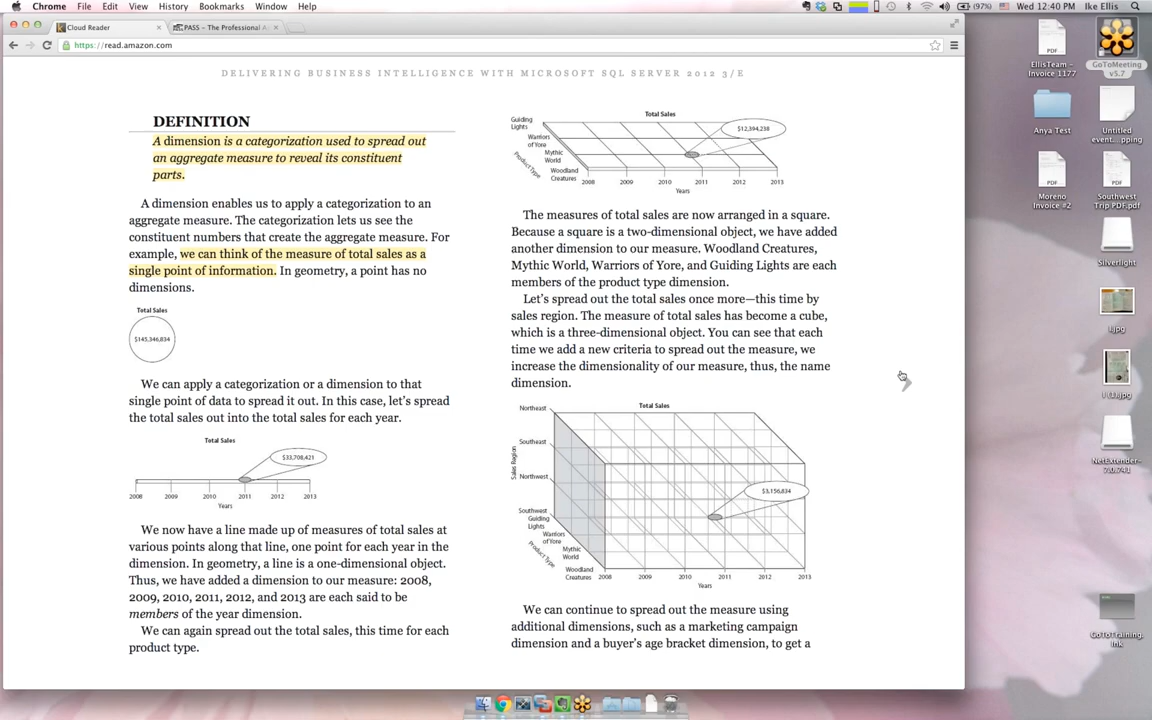 Chrome File Edit View History Bookmarks Window Help
(97%) Wed 12:40 PM Ike Ellis
Cloud Reader
PASS – The Professional A
https://read.amazon.com
DELIVERING BUSINESS INTELLIGENCE WITH MICROSOFT SQL SERVER 2012 3/E
DEFINITION
A dimension is a categorization used to spread out
an aggregate measure to reveal its constituent
parts.
A dimension enables us to apply a categorization to an
aggregate measure. The categorization lets us see the
constituent numbers that create the aggregate measure. For
example, we can think of the measure of total sales as a
single point of information. In geometry, a point has no
dimensions.
Total Sales
$145,346,834
We can apply a categorization or a dimension to that
single point of data to spread it out. In this case, let's spread
the total sales out into the total sales for each year.
Total Sales
$33,708,421
2008 2009 2010 2011 2012 2013
Years
We now have a line made up of measures of total sales at
various points along that line, one point for each year in the
dimension. In geometry, a line is a one-dimensional object.
Thus, we have added a dimension to our measure: 2008,
2009, 2010, 2011, 2012, and 2013 are each said to be
members of the year dimension.
We can again spread out the total sales, this time for each
product type.
Total Sales
Guiding
Lights
$12,394,238
Warriors
of Yore
Mythic
World
Product Type
Woodland
Creatures
2008 2009 2010 2011 2012 2013
Years
The measures of total sales are now arranged in a square.
Because a square is a two-dimensional object, we have added
another dimension to our measure. Woodland Creatures,
Mythic World, Warriors of Yore, and Guiding Lights are each
members of the product type dimension.
Let's spread out the total sales once more—this time by
sales region. The measure of total sales has become a cube,
which is a three-dimensional object. You can see that each
time we add a new criteria to spread out the measure, we
increase the dimensionality of our measure, thus, the name
dimension.
Total Sales
Northeast
Southeast
Sales Region
Northwest
$3,156,834
Southwest
Guiding
Lights
Warriors
of Yore
Product Type
Mythic
World
Woodland
Creatures
2008 2009 2010 2011 2012 2013
Years
We can continue to spread out the measure using
additional dimensions, such as a marketing campaign
dimension and a buyer's age bracket dimension, to get a
PDF
EllisTeam –
Invoice 1177
GoToMeeting
v5.7
Anya Test
Untitled
event....pping
PDF
Moreno
Invoice #2
PDF
Southwest
Trip PDF.pdf
Silverlight
NetExtender-